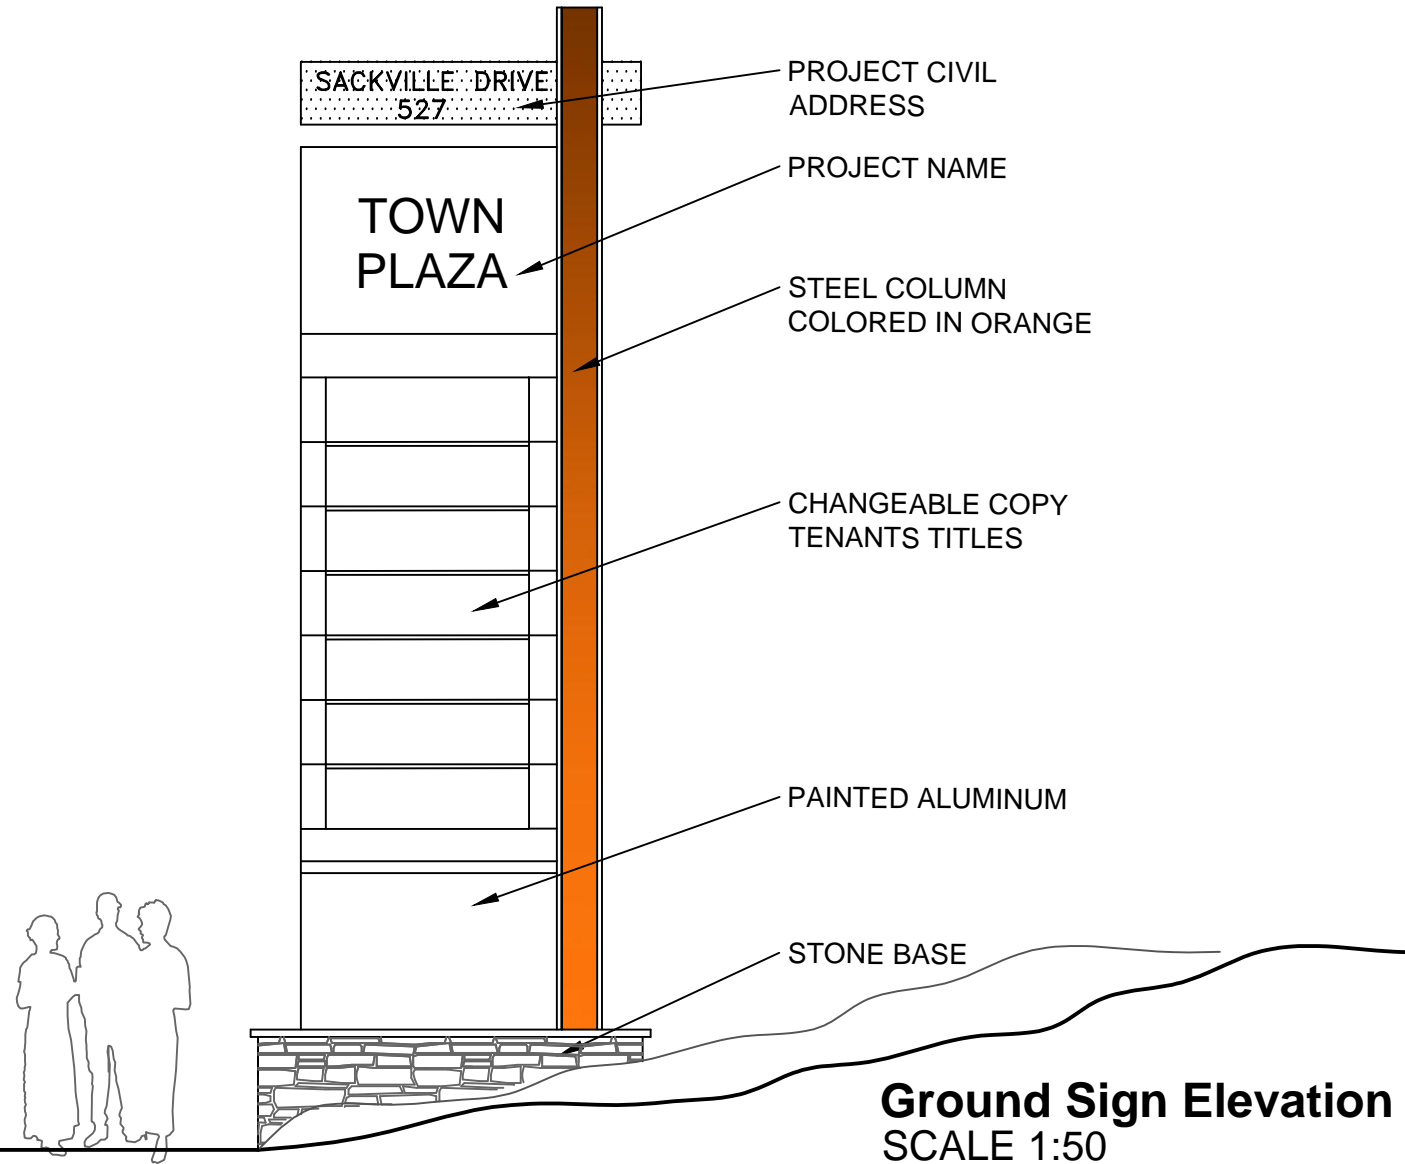 SACKVILLE DRIVE
527
PROJECT CIVIL
ADDRESS
PROJECT NAME
TOWN
PLAZA
STEEL COLUMN
COLORED IN ORANGE
CHANGEABLE COPY
TENANTS TITLES
PAINTED ALUMINUM
STONE BASE
Ground Sign Elevation
SCALE 1:50